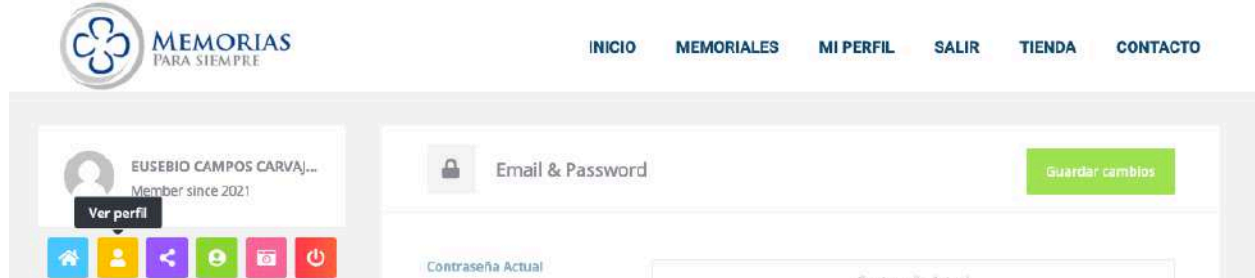 MEMORIAS
PARA SIEMPRE
INICIO MEMORIALES MI PERFIL SALIR TIENDA CONTACTO
EUSEBIO CAMPOS CARVAJ...
Member since 2021
Ver perfil
Email & Password
Guardar cambios
Contraseña Actual